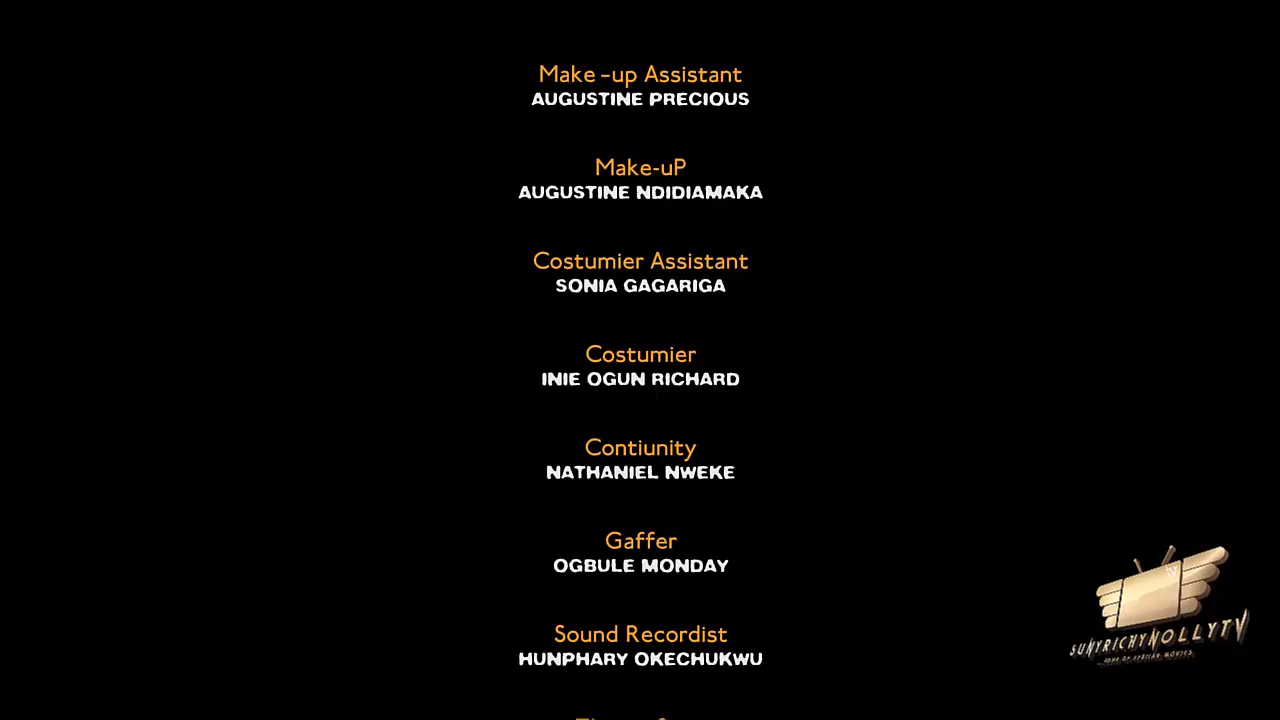 Make-up Assistant
AUGUSTINE PRECIOUS
Make-uP
AUGUSTINE NDIDIAMAKA
Costumier Assistant
SONIA GAGARIGA
Costumier
INIE OGUN RICHARD
Contiunity
NATHANIEL NWEKE
Gaffer
OGBULE MONDAY
Sound Recordist
HUNPHARY OKECHUKWU
TV
SUNYRICHYNOLLYTV